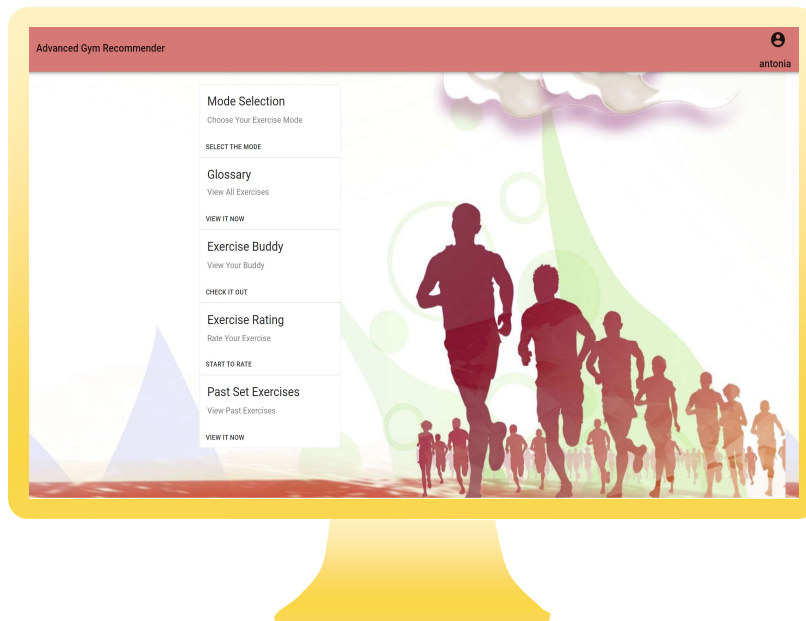 Advanced Gym Recommender
antonia
Mode Selection
Choose Your Exercise Mode
SELECT THE MODE
Glossary
View All Exercises
VIEW IT NOW
Exercise Buddy
View Your Buddy
CHECK IT OUT
Exercise Rating
Rate Your Exercise
START TO RATE
Past Set Exercises
View Past Exercises
VIEW IT NOW